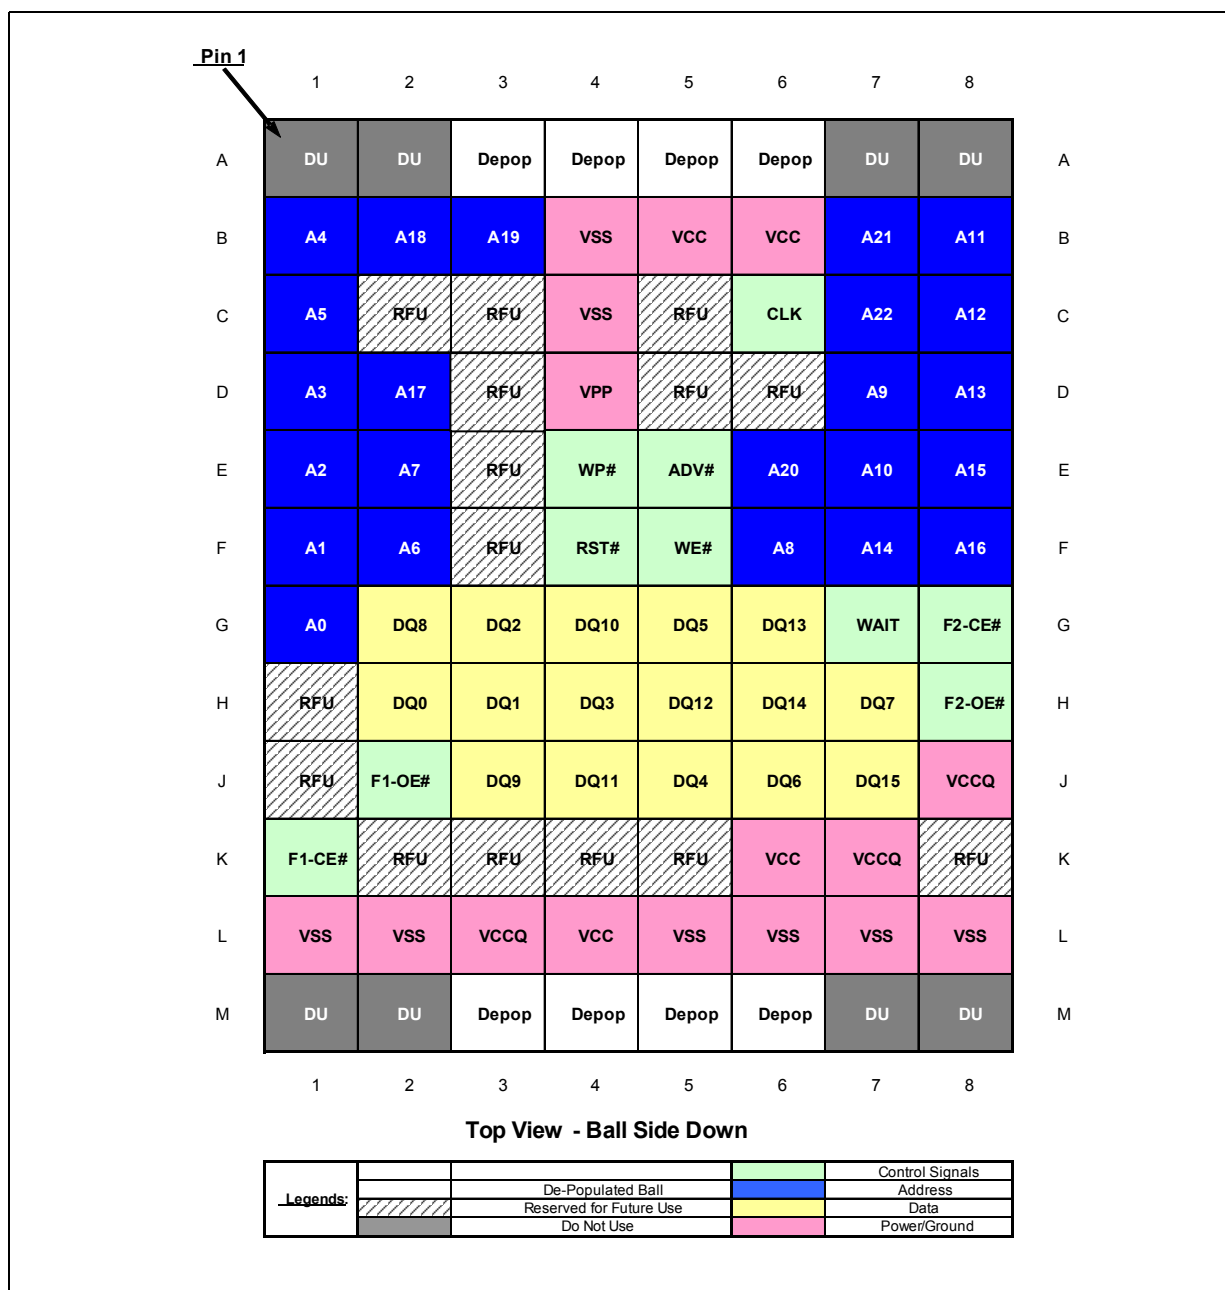 Pin 1
1 2 3 4 5 6 7 8
A DU DU Depop Depop Depop Depop DU DU A
B A4 A18 A19 VSS VCC VCC A21 A11 B
C A5 RFU RFU VSS RFU CLK A22 A12 C
D A3 A17 RFU VPP RFU RFU A9 A13 D
E A2 A7 RFU WP# ADV# A20 A10 A15 E
F A1 A6 RFU RST# WE# A8 A14 A16 F
G A0 DQ8 DQ2 DQ10 DQ5 DQ13 WAIT F2-CE# G
H RFU DQ0 DQ1 DQ3 DQ12 DQ14 DQ7 F2-OE# H
J RFU F1-OE# DQ9 DQ11 DQ4 DQ6 DQ15 VCCQ J
K F1-CE# RFU RFU RFU RFU VCC VCCQ RFU K
L VSS VSS VCCQ VCC VSS VSS VSS VSS L
M DU DU Depop Depop Depop Depop DU DU M
1 2 3 4 5 6 7 8
Top View - Ball Side Down
Legends:
Control Signals
De-Populated Ball Address
Reserved for Future Use Data
Do Not Use Power/Ground